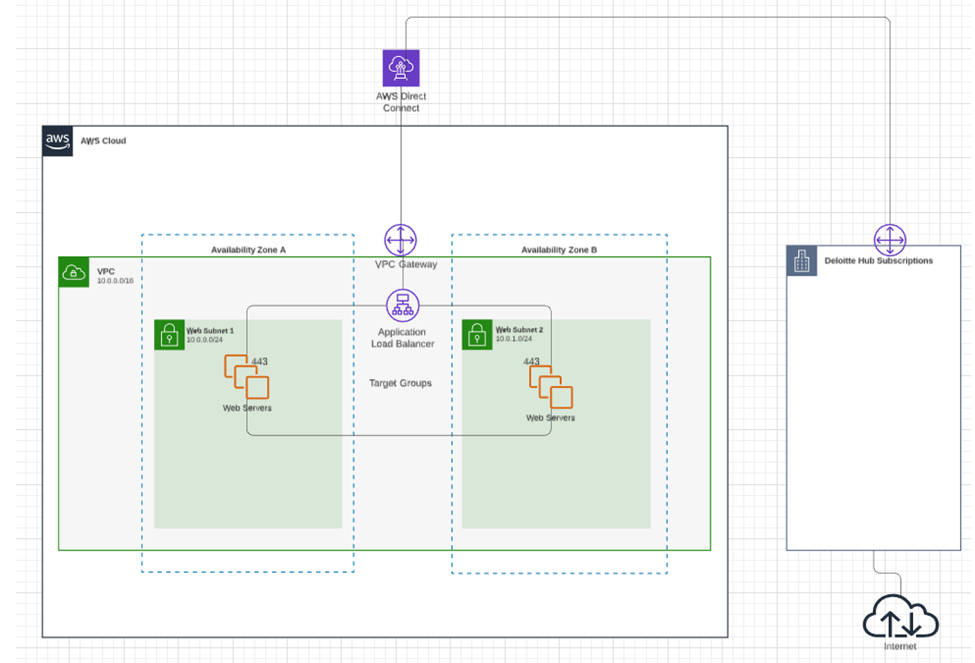 AWS Direct
Connect
aws
AWS Cloud
Availability Zone A
Availability Zone B
VPC Gateway
VPC
10.0.0.0/16
Deloitte Hub Subscriptions
Web Subnet 1
10.0.0.0/24
Application
Load Balancer
Web Subnet 2
10.0.1.0/24
443
443
Target Groups
Web Servers
Web Servers
Internet